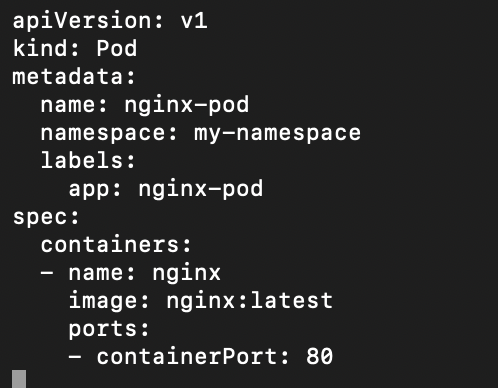 apiVersion: v1
kind: Pod
metadata:
  name: nginx-pod
  namespace: my-namespace
  labels:
    app: nginx-pod
spec:
  containers:
  - name: nginx
    image: nginx:latest
    ports:
    - containerPort: 80